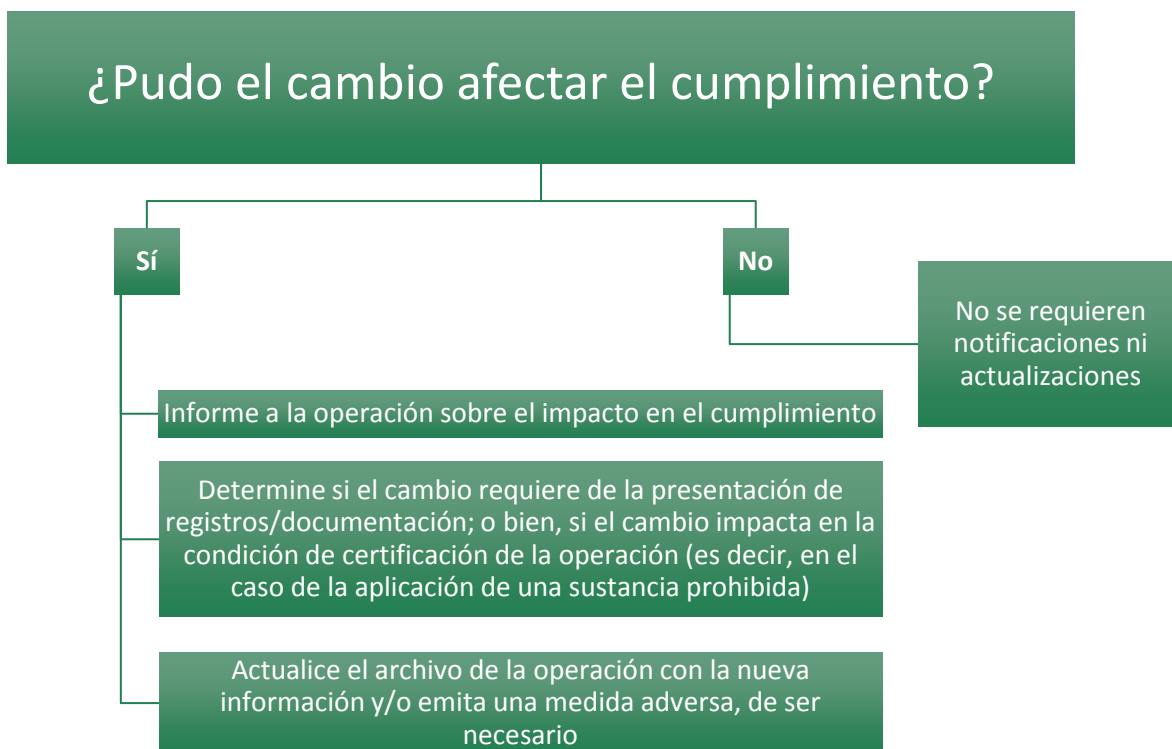 ¿Pudo el cambio afectar el cumplimiento?
Sí
No
No se requieren
notificaciones ni
actualizaciones
Informe a la operación sobre el impacto en el cumplimiento
Determine si el cambio requiere de la presentación de
registros/documentación; o bien, si el cambio impacta en la
condición de certificación de la operación (es decir, en el
caso de la aplicación de una sustancia prohibida)
Actualice el archivo de la operación con la nueva
información y/o emita una medida adversa, de ser
necesario